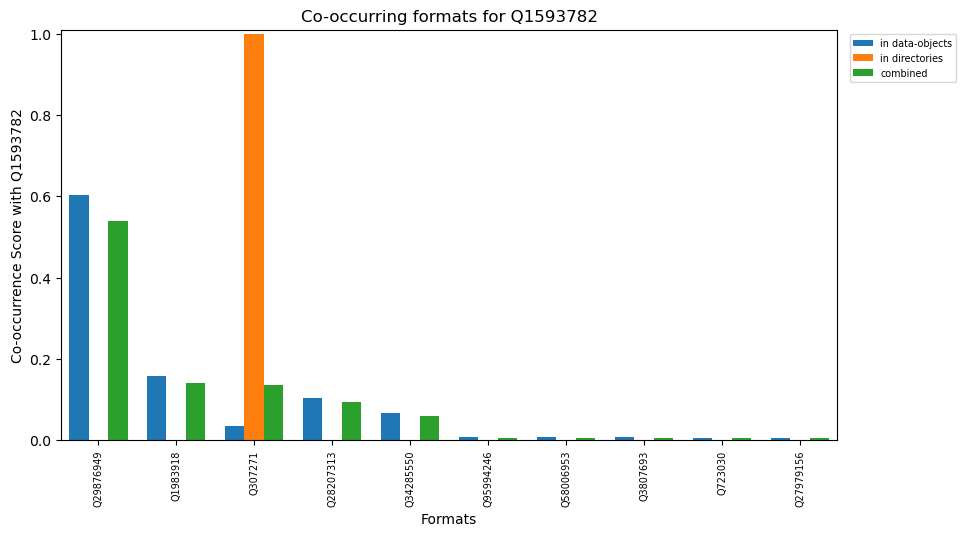 Co-occurring formats for Q1593782
in data-objects
in directories
combined
Co-occurrence Score with Q1593782
1.0
0.8
0.6
0.4
0.2
0.0
Q29876949
Q1983918
Q307271
Q28207313
Q34285550
Q95994246
Q58006953
Q3807693
Q723030
Q27979156
Formats